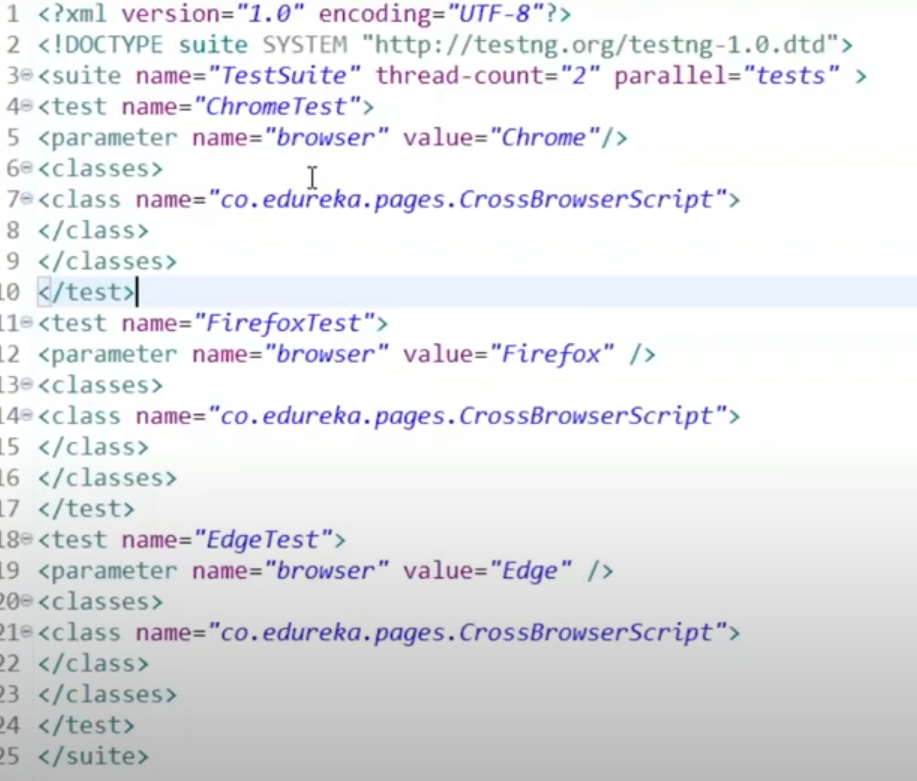 1 <?xml version="1.0" encoding="UTF-8"?>
2 <!DOCTYPE suite SYSTEM "http://testng.org/testng-1.0.dtd">
3 <suite name="TestSuite" thread-count="2" parallel="tests" >
4 <test name="ChromeTest">
5 <parameter name="browser" value="Chrome"/>
6 <classes>
7 <class name="co.edureka.pages.CrossBrowserScript">
8 </class>
9 </classes>
10 </test>
11 <test name="FirefoxTest">
12 <parameter name="browser" value="Firefox" />
13 <classes>
14 <class name="co.edureka.pages.CrossBrowserScript">
15 </class>
16 </classes>
17 </test>
18 <test name="EdgeTest">
19 <parameter name="browser" value="Edge" />
20 <classes>
21 <class name="co.edureka.pages.CrossBrowserScript">
22 </class>
23 </classes>
24 </test>
25 </suite>